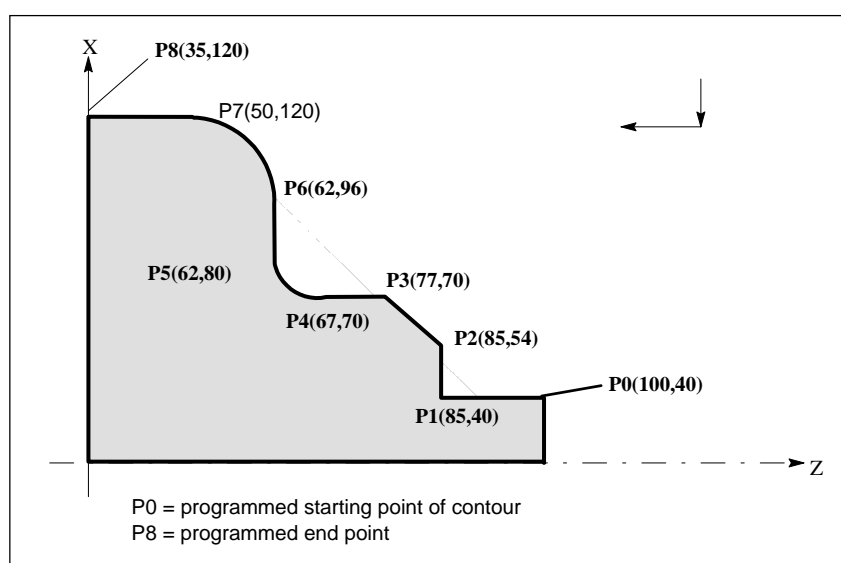 X
P8(35,120)
P7(50,120)
P6(62,96)
P5(62,80)
P3(77,70)
P4(67,70)
P2(85,54)
P0(100,40)
P1(85,40)
Z
P0 = programmed starting point of contour
P8 = programmed end point